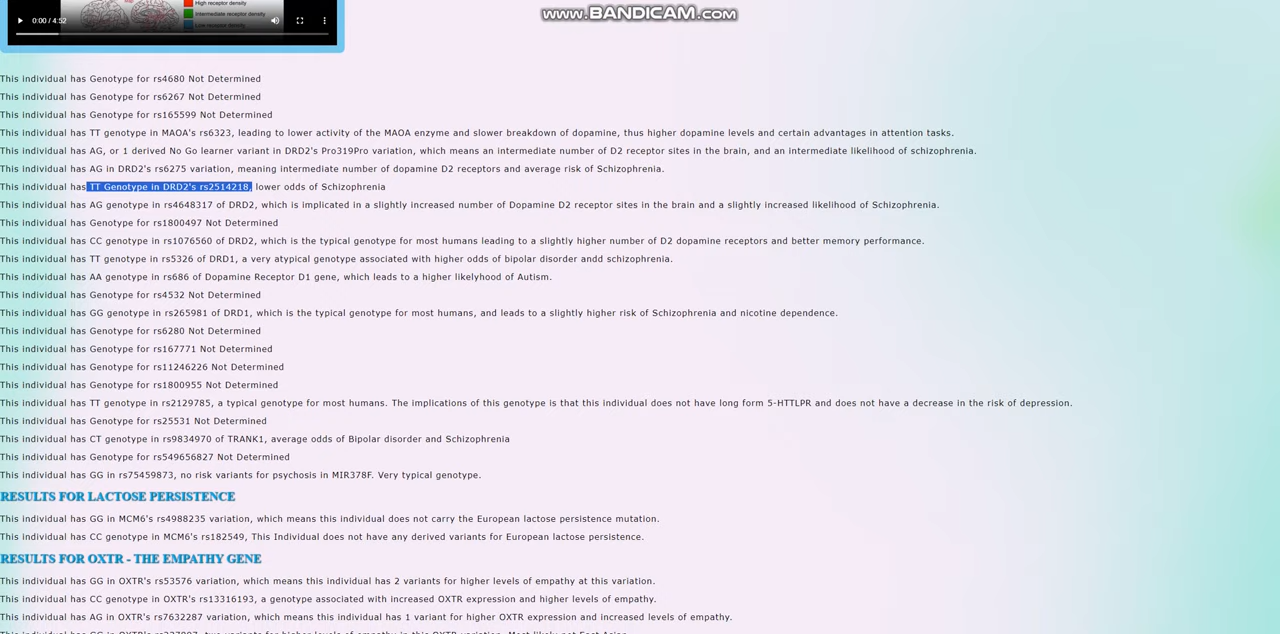 www.BANDICAM.com
High receptor density
Intermediate receptor density
Low receptor density
0:00 / 4:52
This individual has Genotype for rs4680 Not Determined
This individual has Genotype for rs6267 Not Determined
This individual has Genotype for rs165599 Not Determined
This individual has TT genotype in MAOA's rs6323, leading to lower activity of the MAOA enzyme and slower breakdown of dopamine, thus higher dopamine levels and certain advantages in attention tasks.
This individual has AG, or 1 derived No Go learner variant in DRD2's Pro319Pro variation, which means an intermediate number of D2 receptor sites in the brain, and an intermediate likelihood of schizophrenia.
This individual has AG in DRD2's rs6275 variation, meaning intermediate number of dopamine D2 receptors and average risk of Schizophrenia.
This individual has TT Genotype in DRD2's rs2514218, lower odds of Schizophrenia
This individual has AG genotype in rs4648317 of DRD2, which is implicated in a slightly increased number of Dopamine D2 receptor sites in the brain and a slightly increased likelihood of Schizophrenia.
This individual has Genotype for rs1800497 Not Determined
This individual has CC genotype in rs1076560 of DRD2, which is the typical genotype for most humans leading to a slightly higher number of D2 dopamine receptors and better memory performance.
This individual has TT genotype in rs5326 of DRD1, a very atypical genotype associated with higher odds of bipolar disorder andd schizophrenia.
This individual has AA genotype in rs686 of Dopamine Receptor D1 gene, which leads to a higher likelyhood of Autism.
This individual has Genotype for rs4532 Not Determined
This individual has GG genotype in rs265981 of DRD1, which is the typical genotype for most humans, and leads to a slightly higher risk of Schizophrenia and nicotine dependence.
This individual has Genotype for rs6280 Not Determined
This individual has Genotype for rs167771 Not Determined
This individual has Genotype for rs11246226 Not Determined
This individual has Genotype for rs1800955 Not Determined
This individual has TT genotype in rs2129785, a typical genotype for most humans. The implications of this genotype is that this individual does not have long form 5-HTTLPR and does not have a decrease in the risk of depression.
This individual has Genotype for rs25531 Not Determined
This individual has CT genotype in rs9834970 of TRANK1, average odds of Bipolar disorder and Schizophrenia
This individual has Genotype for rs549656827 Not Determined
This individual has GG in rs75459873, no risk variants for psychosis in MIR378F. Very typical genotype.
RESULTS FOR LACTOSE PERSISTENCE
This individual has GG in MCM6's rs4988235 variation, which means this individual does not carry the European lactose persistence mutation.
This individual has CC genotype in MCM6's rs182549, This Individual does not have any derived variants for European lactose persistence.
RESULTS FOR OXTR - THE EMPATHY GENE
This individual has GG in OXTR's rs53576 variation, which means this individual has 2 variants for higher levels of empathy at this variation.
This individual has CC genotype in OXTR's rs13316193, a genotype associated with increased OXTR expression and higher levels of empathy.
This individual has AG in OXTR's rs7632287 variation, which means this individual has 1 variant for higher OXTR expression and increased levels of empathy.